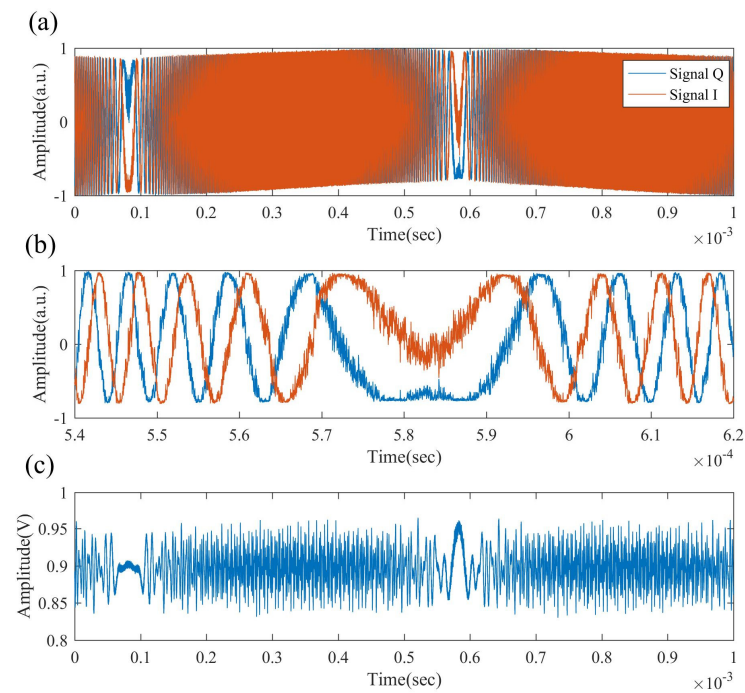 (a)
Amplitude(a.u.)
1
0
-1
Signal Q
Signal I
0 0.1 0.2 0.3 0.4 0.5 0.6 0.7 0.8 0.9 1
Time(sec)
×10⁻³
(b)
Amplitude(a.u.)
1
0
-1
5.4 5.5 5.6 5.7 5.8 5.9 6 6.1 6.2
Time(sec)
×10⁻⁴
(c)
Amplitude(V)
1
0.95
0.9
0.85
0.8
0 0.1 0.2 0.3 0.4 0.5 0.6 0.7 0.8 0.9 1
Time(sec)
×10⁻³